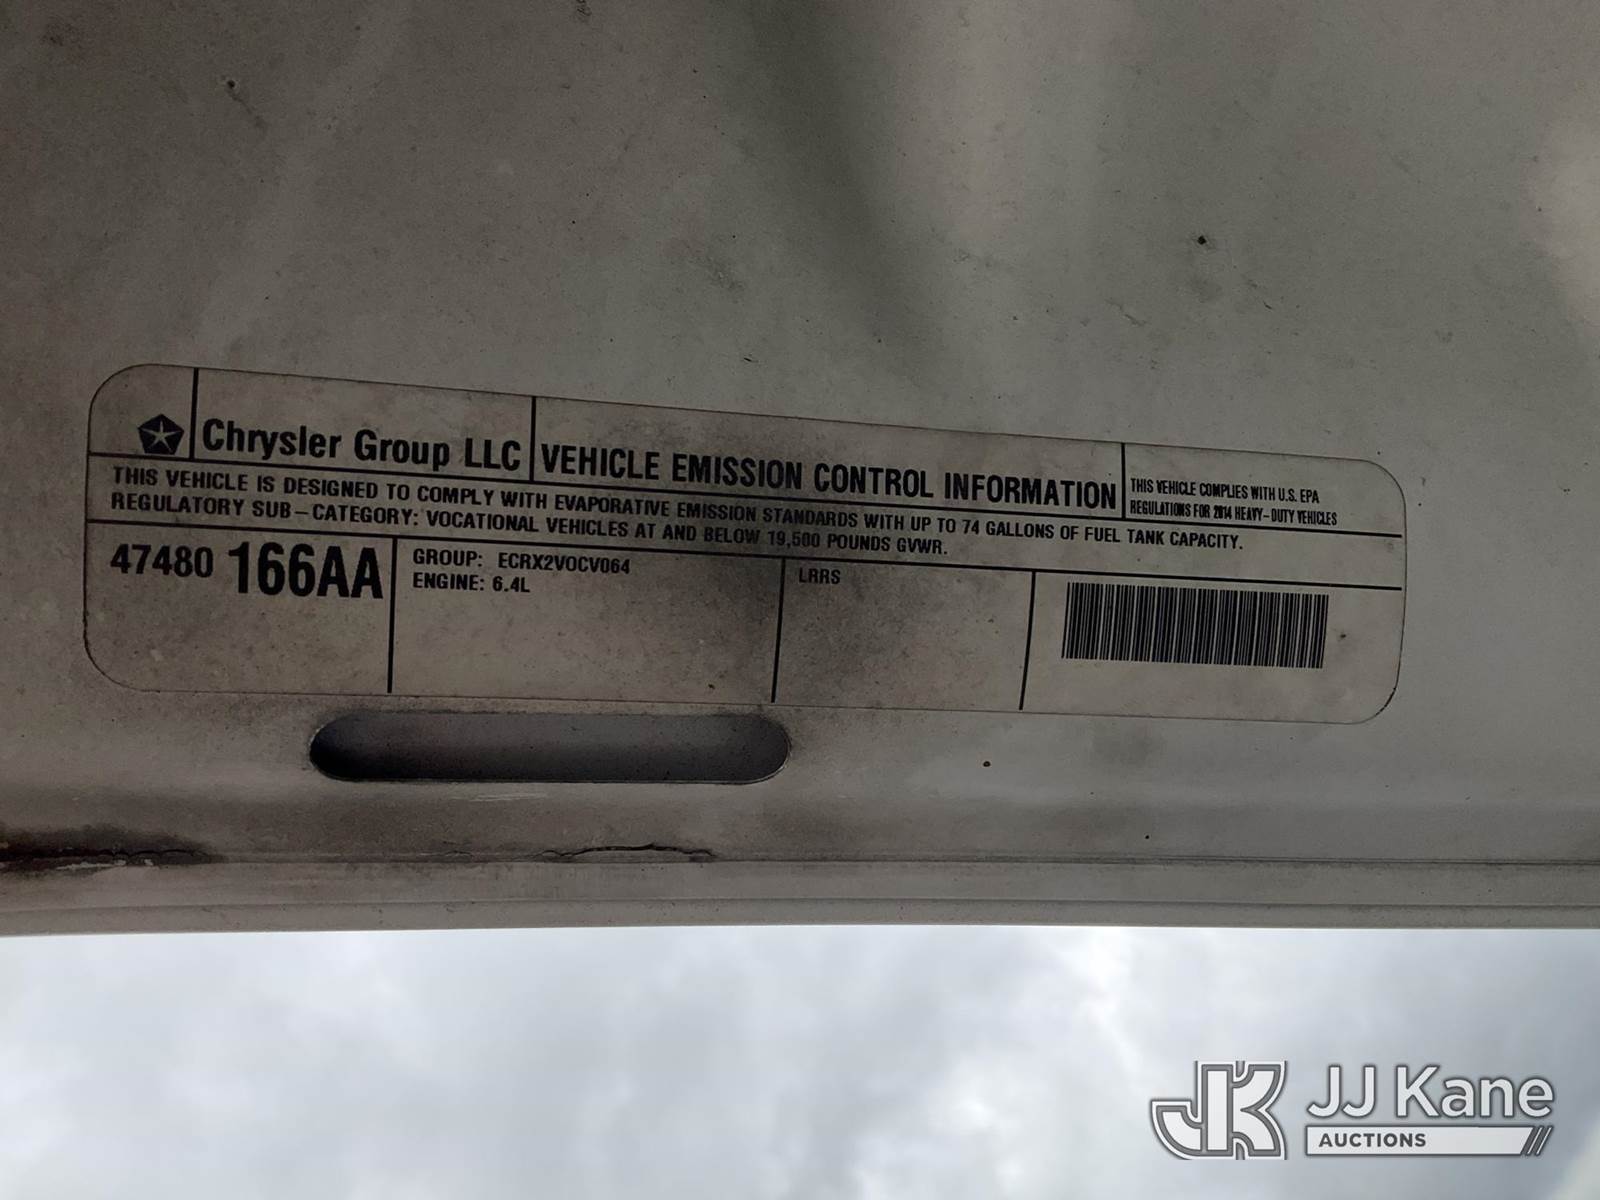 Chrysler Group LLC
VEHICLE EMISSION CONTROL INFORMATION
THIS VEHICLE COMPLIES WITH U.S. EPA
REGULATIONS FOR 2014 HEAVY-DUTY VEHICLES
THIS VEHICLE IS DESIGNED TO COMPLY WITH EVAPORATIVE EMISSION STANDARDS WITH UP TO 74 GALLONS OF FUEL TANK CAPACITY.
REGULATORY SUB-CATEGORY: VOCATIONAL VEHICLES AT AND BELOW 19,500 POUNDS GVWR.
47480 166AA
GROUP: ECRX2VOCV064
ENGINE: 6.4L
LRRS
JK
JJ Kane
AUCTIONS